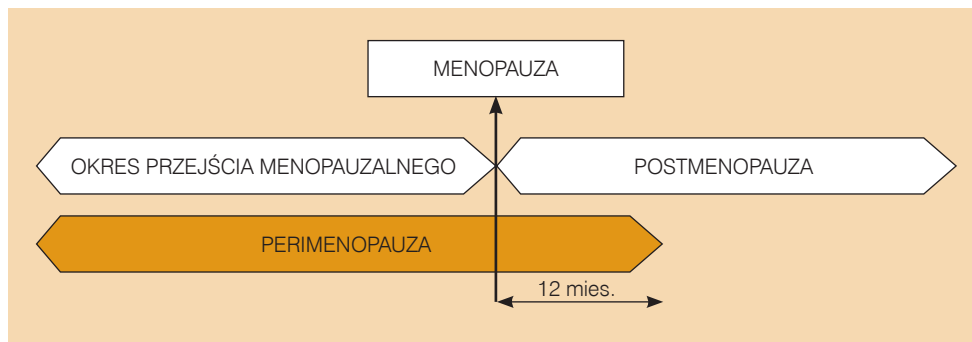 MENOPAUZA
OKRES PRZEJŚCIA MENOPAUZALNEGO
POSTMENOPAUZA
PERIMENOPAUZA
12 mies.